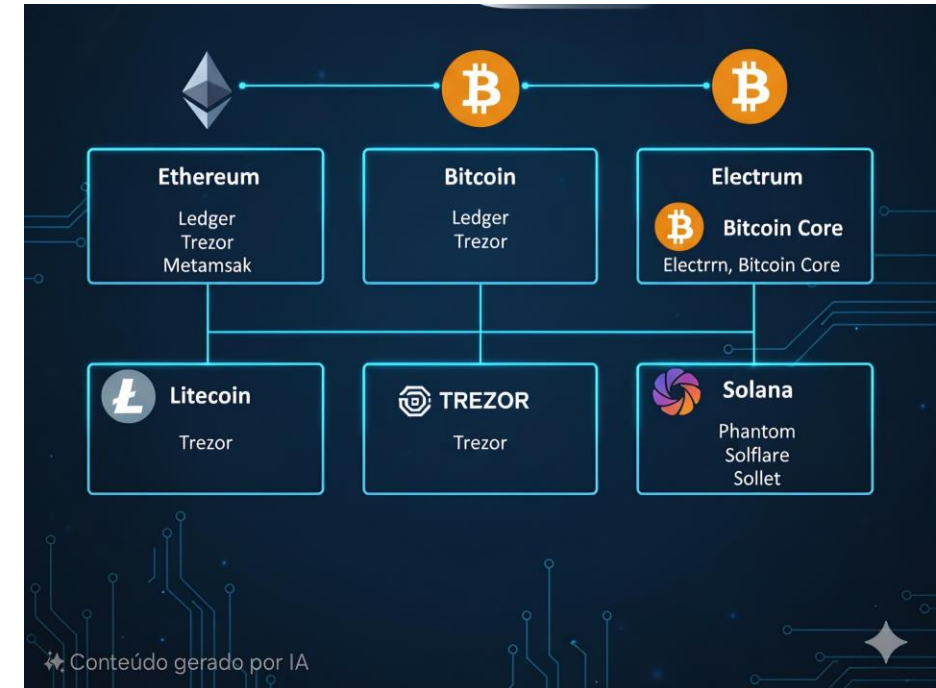 Ethereum
Ledger
Trezor
Metamsak
Bitcoin
Ledger
Trezor
Electrum
Bitcoin Core
Electrrn, Bitcoin Core
Litecoin
Trezor
TREZOR
Trezor
Solana
Phantom
Solflare
Sollet
Conteúdo gerado por IA